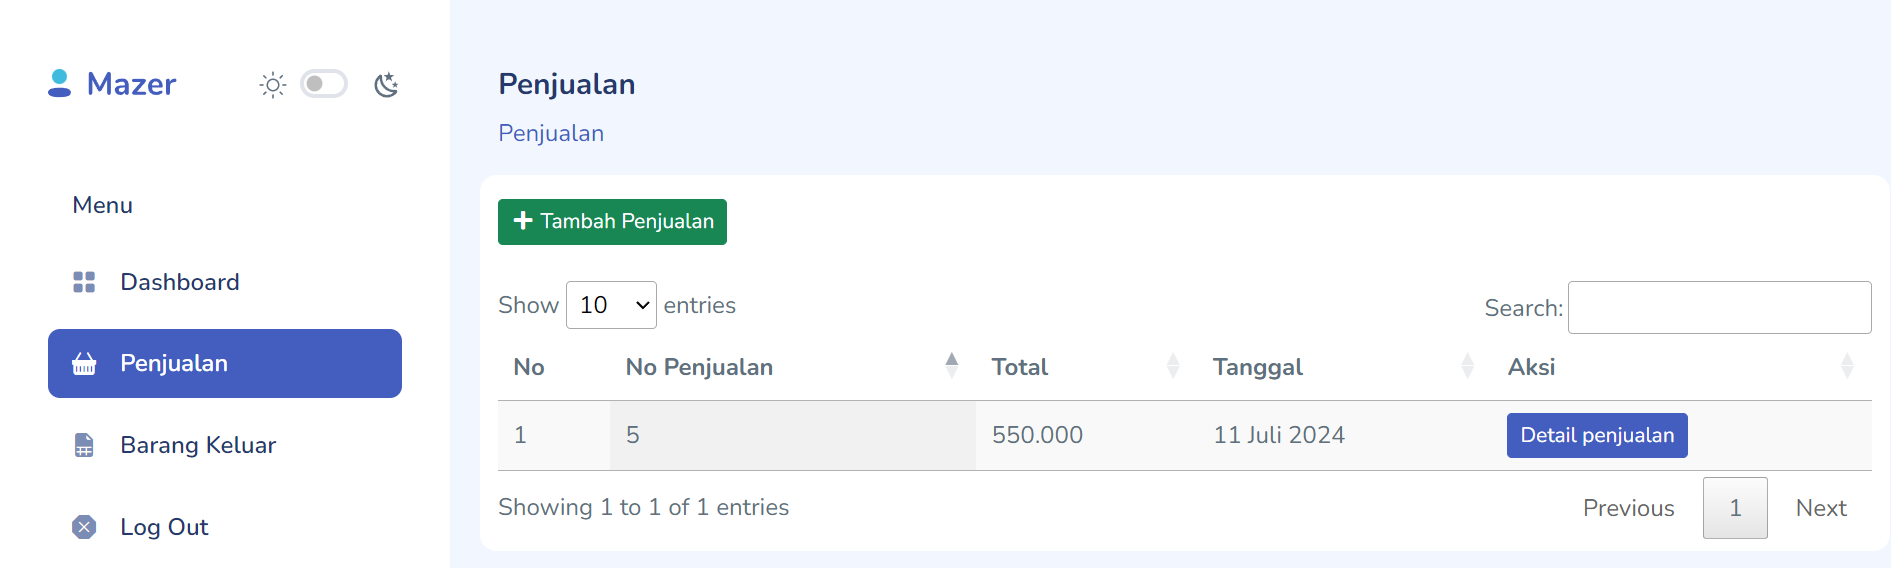 Mazer
Menu
Dashboard
Penjualan
Barang Keluar
Log Out
Penjualan
Penjualan
Tambah Penjualan
Show 10 entries
Search:
No No Penjualan Total Tanggal Aksi
1 5 550.000 11 Juli 2024 Detail penjualan
Showing 1 to 1 of 1 entries
Previous 1 Next